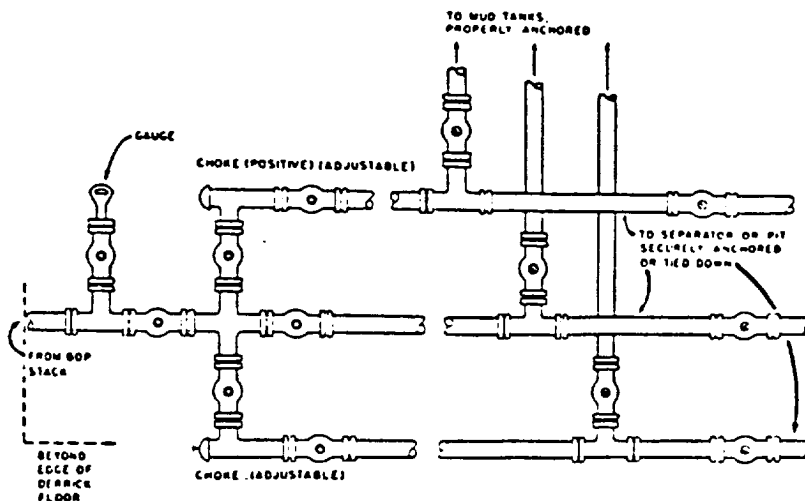 TO MUD TANKS,
PROPERLY ANCHORED
GAUGE
CHOKE (POSITIVE) (ADJUSTABLE)
TO SEPARATOR OR PIT
SECURELY ANCHORED
OR TIED DOWN
FROM BOP
STACK
CHOKE (ADJUSTABLE)
BEYOND
EDGE OF
DERRICK
FLOOR